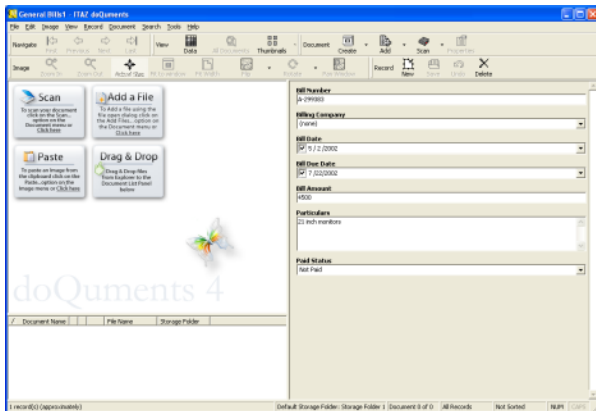 General Bills1 - ITAZ doQuments
File Edit Image View Record Document Search Tools Help
Navigate First Previous Next Last View Data All Documents Thumbnails Document Create Add Scan Properties
Image Zoom In Zoom Out Actual Size Fit to window Fit Width Flip Rotate Pan Window Record New Save Undo Delete
Scan
To scan your document
click on the Scan...
option on the
Document menu or
Click here
Add a File
To Add a file using the
file open dialog click on
the Add Files... option on
the Document menu or
Click here
Paste
To paste an image from
the clipboard click on the
Paste...option on the
Image menu or Click here
Drag & Drop
Drag & Drop files
from Explorer to the
Document List Panel
below
doQuments 4
/ Document Name File Name Storage Folder
Bill Number
A-299083
Billing Company
(none)
Bill Date
5 / 2 /2002
Bill Due Date
7 /22/2002
Bill Amount
4500
Particulars
21 inch monitors
Paid Status
Not Paid
1 record(s) (approximately) Default Storage Folder: Storage Folder 1 Document 0 of 0 All Records Not Sorted NUM CAPS